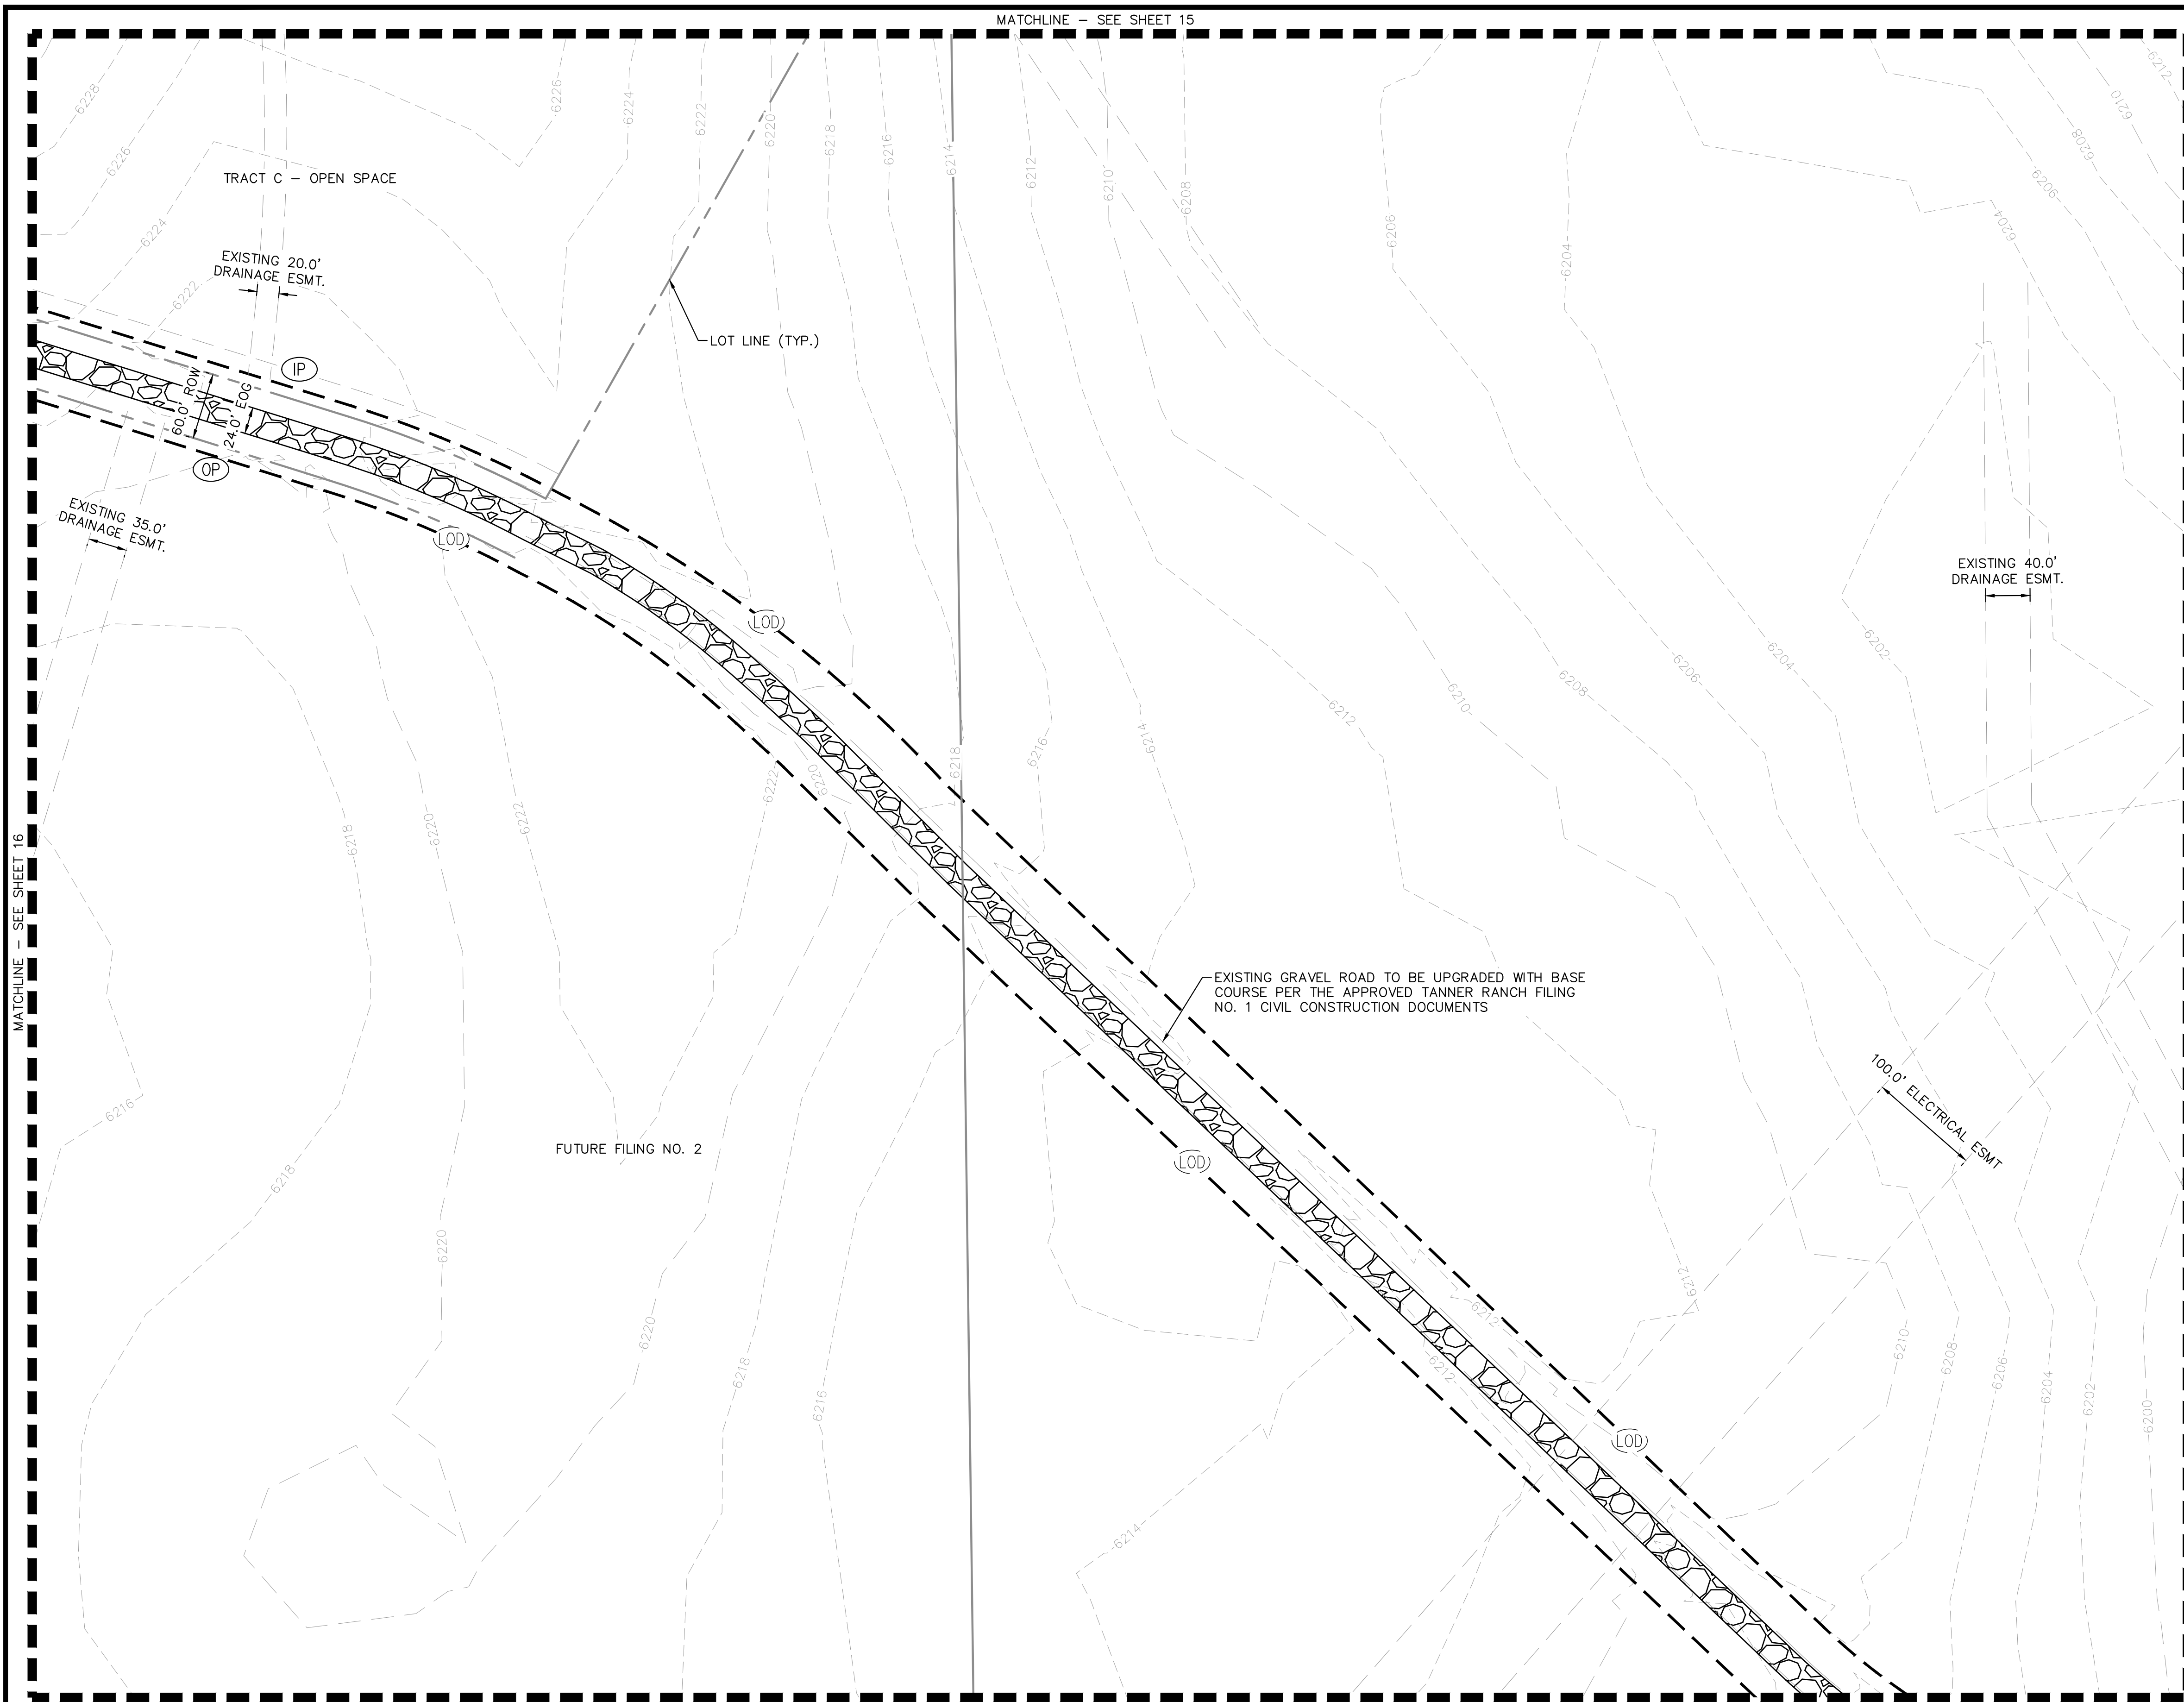 MATCHLINE – SEE SHEET 15
6228
6226
6224
6222
6226
6224
6222
6220
6218
6216
6214
6212
6210
6208
6206
6204
6212
6210
6208
6206
6204
TRACT C – OPEN SPACE
EXISTING 20.0'
DRAINAGE ESMT.
LOT LINE (TYP.)
IP
60.0 ROW
24.0' EOG
OP
EXISTING 35.0'
DRAINAGE ESMT.
LOD
LOD
EXISTING 40.0'
DRAINAGE ESMT.
6202
6204
6206
6208
6210
6212
6214
6216
6218
6220
6222
6222
6220
6218
MATCHLINE – SEE SHEET 16
EXISTING GRAVEL ROAD TO BE UPGRADED WITH BASE
COURSE PER THE APPROVED TANNER RANCH FILING
NO. 1 CIVIL CONSTRUCTION DOCUMENTS
100.0' ELECTRICAL ESMT
6216
FUTURE FILING NO. 2
LOD
6218
6220
6220
6218
6216
6212
6212
6212
6210
6208
6206
6204
6202
6200
LOD
6214